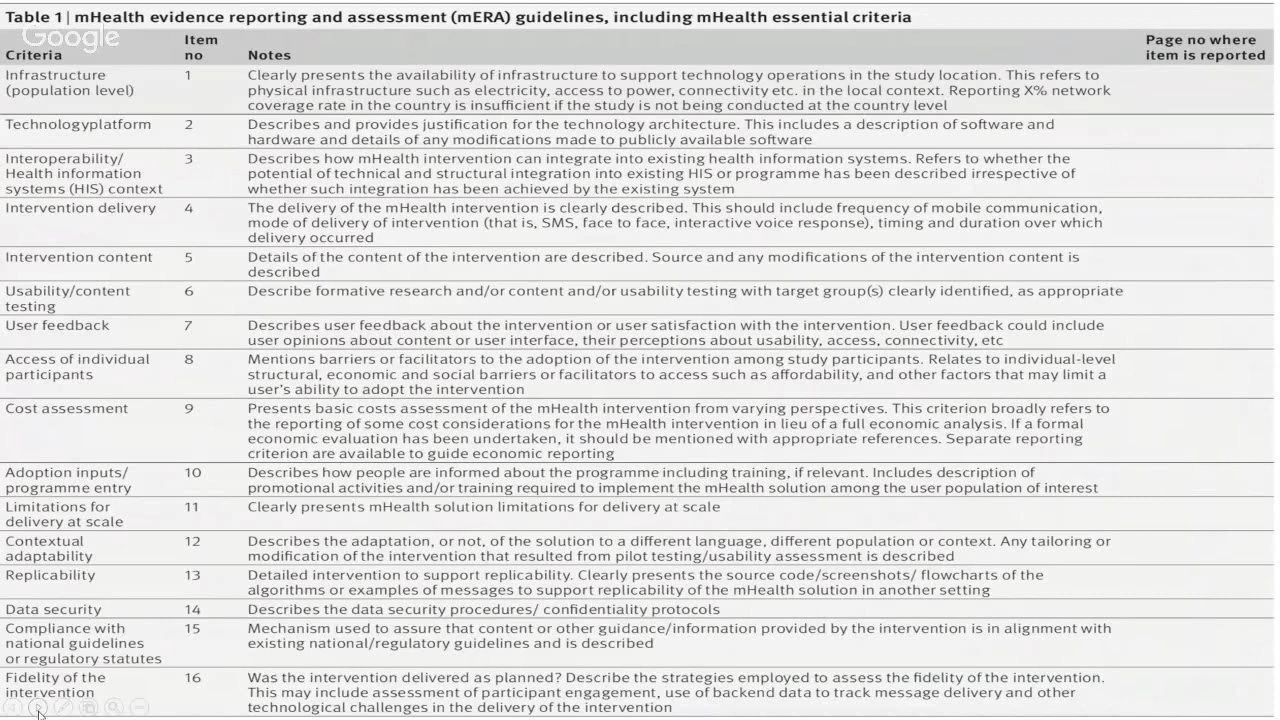 Table 1 | mHealth evidence reporting and assessment (mERA) guidelines, including mHealth essential criteria
Google
Criteria
Item
no
Notes
Page no where
item is reported
Infrastructure
(population level)
1
Clearly presents the availability of infrastructure to support technology operations in the study location. This refers to
physical infrastructure such as electricity, access to power, connectivity etc. in the local context. Reporting X% network
coverage rate in the country is insufficient if the study is not being conducted at the country level
Technologyplatform
2
Describes and provides justification for the technology architecture. This includes a description of software and
hardware and details of any modifications made to publicly available software
Interoperability/
Health information
systems (HIS) context
3
Describes how mHealth intervention can integrate into existing health information systems. Refers to whether the
potential of technical and structural integration into existing HIS or programme has been described irrespective of
whether such integration has been achieved by the existing system
Intervention delivery
4
The delivery of the mHealth intervention is clearly described. This should include frequency of mobile communication,
mode of delivery of intervention (that is, SMS, face to face, interactive voice response), timing and duration over which
delivery occurred
Intervention content
5
Details of the content of the intervention are described. Source and any modifications of the intervention content is
described
Usability/content
testing
6
Describe formative research and/or content and/or usability testing with target group(s) clearly identified, as appropriate
User feedback
7
Describes user feedback about the intervention or user satisfaction with the intervention. User feedback could include
user opinions about content or user interface, their perceptions about usability, access, connectivity, etc
Access of individual
participants
8
Mentions barriers or facilitators to the adoption of the intervention among study participants. Relates to individual-level
structural, economic and social barriers or facilitators to access such as affordability, and other factors that may limit a
user's ability to adopt the intervention
Cost assessment
9
Presents basic costs assessment of the mHealth intervention from varying perspectives. This criterion broadly refers to
the reporting of some cost considerations for the mHealth intervention in lieu of a full economic analysis. If a formal
economic evaluation has been undertaken, it should be mentioned with appropriate references. Separate reporting
criterion are available to guide economic reporting
Adoption inputs/
programme entry
10
Describes how people are informed about the programme including training, if relevant. Includes description of
promotional activities and/or training required to implement the mHealth solution among the user population of interest
Limitations for
delivery at scale
11
Clearly presents mHealth solution limitations for delivery at scale
Contextual
adaptability
12
Describes the adaptation, or not, of the solution to a different language, different population or context. Any tailoring or
modification of the intervention that resulted from pilot testing/usability assessment is described
Replicability
13
Detailed intervention to support replicability. Clearly presents the source code/screenshots/ flowcharts of the
algorithms or examples of messages to support replicability of the mHealth solution in another setting
Data security
14
Describes the data security procedures/ confidentiality protocols
Compliance with
national guidelines
or regulatory statutes
15
Mechanism used to assure that content or other guidance/information provided by the intervention is in alignment with
existing national/regulatory guidelines and is described
Fidelity of the
intervention
16
Was the intervention delivered as planned? Describe the strategies employed to assess the fidelity of the intervention.
This may include assessment of participant engagement, use of backend data to track message delivery and other
technological challenges in the delivery of the intervention